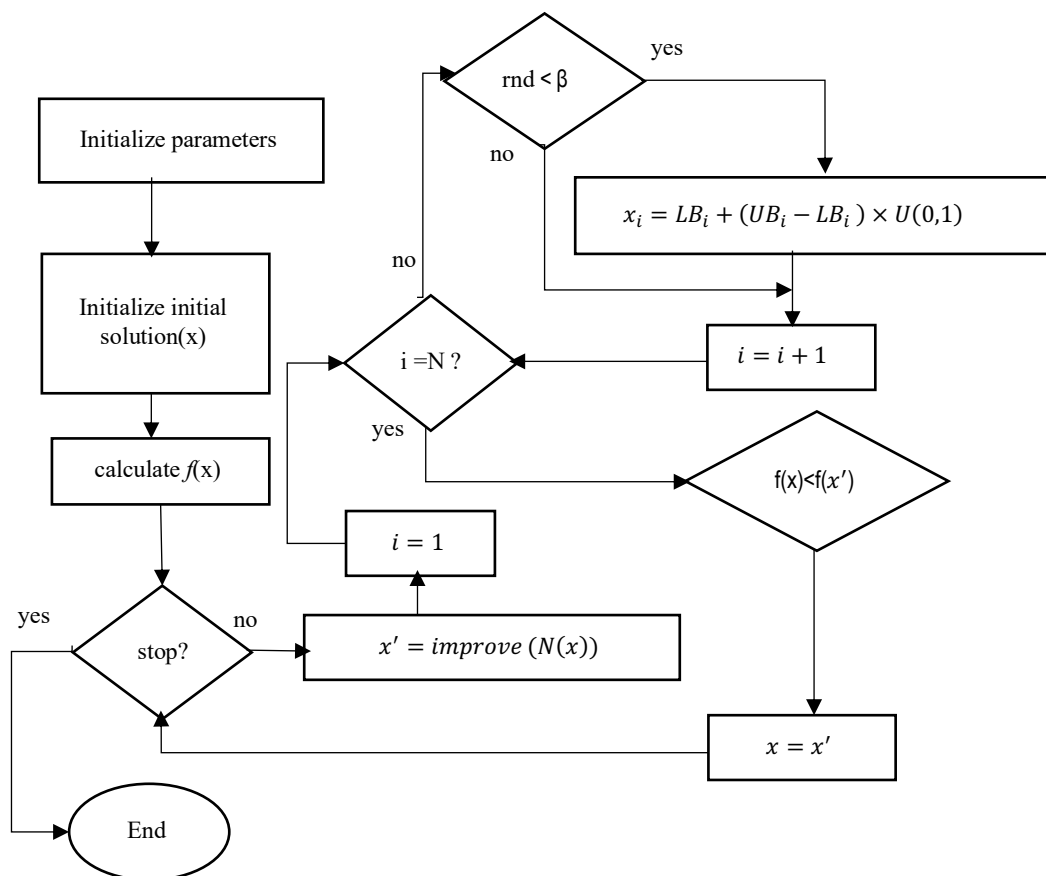 Initialize parameters
Initialize initial
solution(x)
calculate f(x)
stop?
yes
no
End
x′ = improve (N(x))
i = 1
i =N ?
no
yes
rnd < β
yes
no
x_i = LB_i + (UB_i − LB_i ) × U(0,1)
i = i + 1
f(x)<f(x′)
x = x′